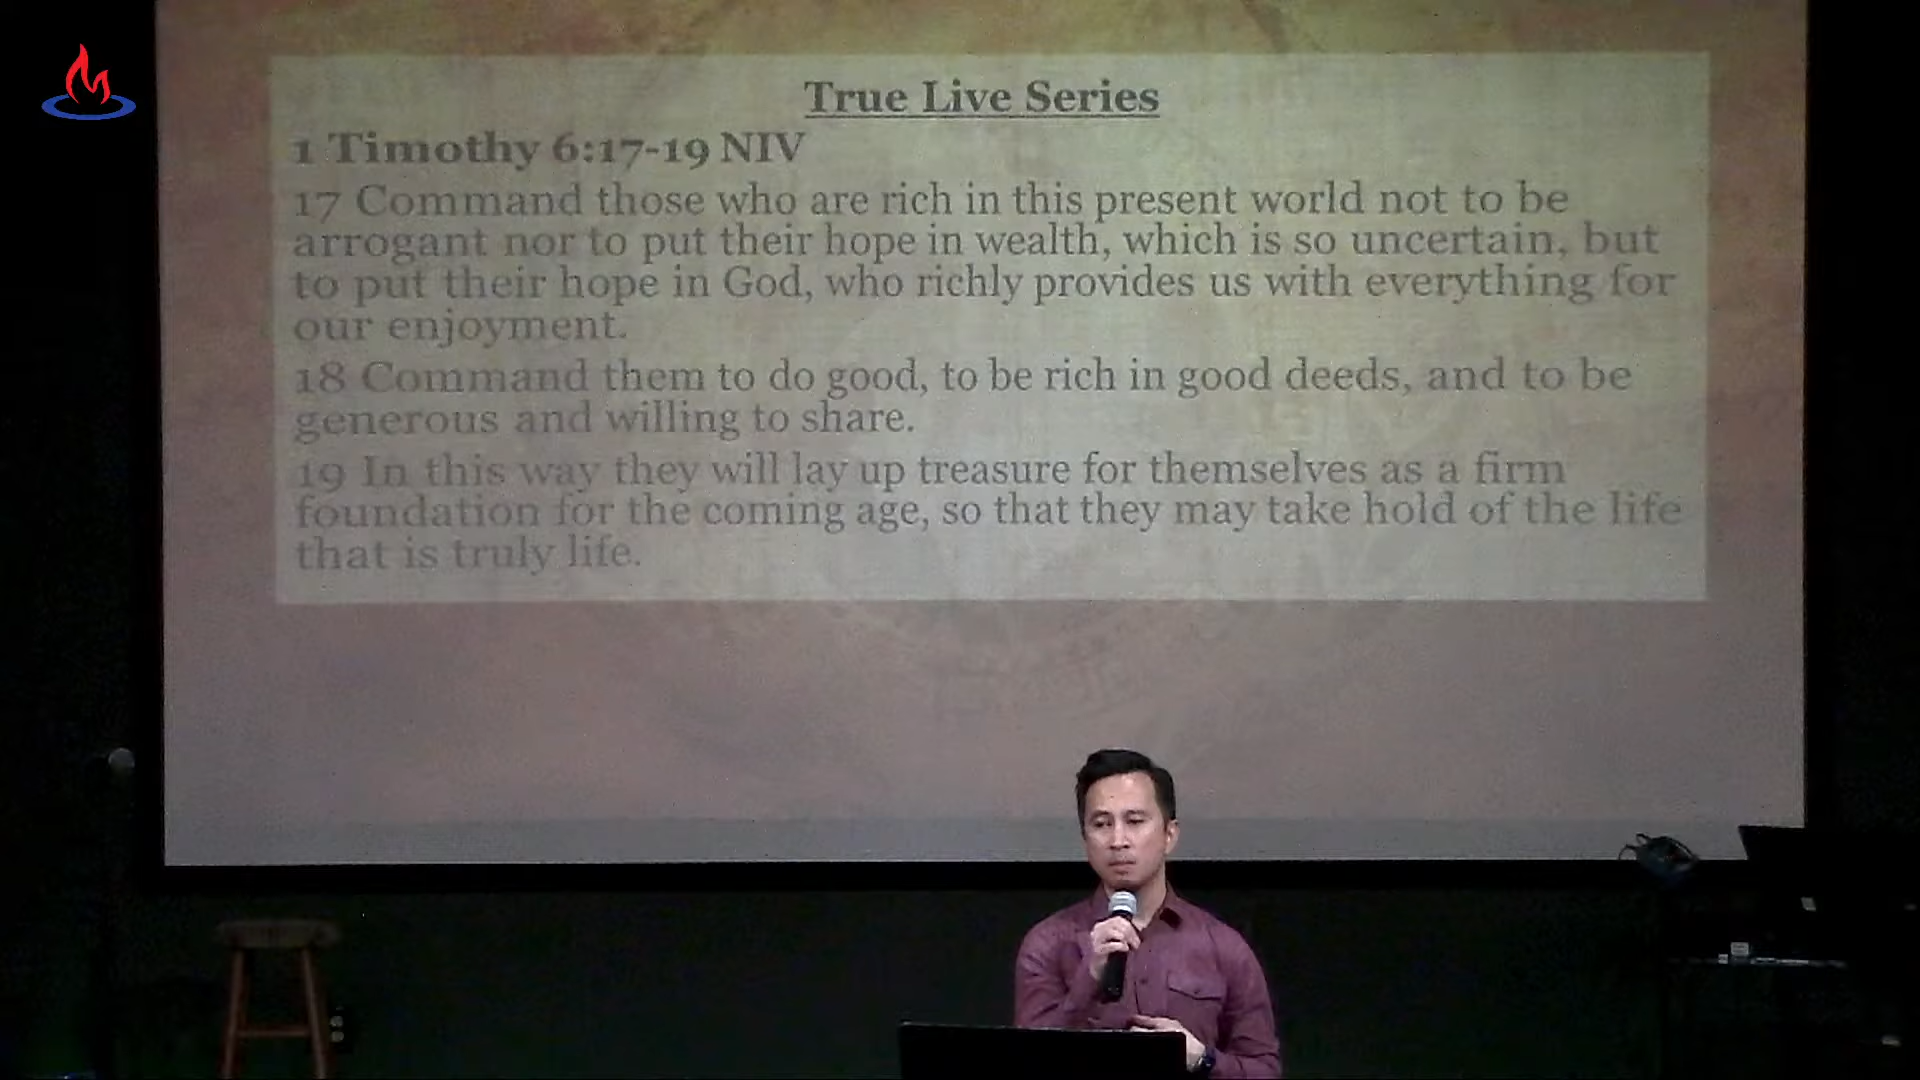 True Live Series
1 Timothy 6:17-19 NIV
17 Command those who are rich in this present world not to be
arrogant nor to put their hope in wealth, which is so uncertain, but
to put their hope in God, who richly provides us with everything for
our enjoyment.
18 Command them to do good, to be rich in good deeds, and to be
generous and willing to share.
19 In this way they will lay up treasure for themselves as a firm
foundation for the coming age, so that they may take hold of the life
that is truly life.